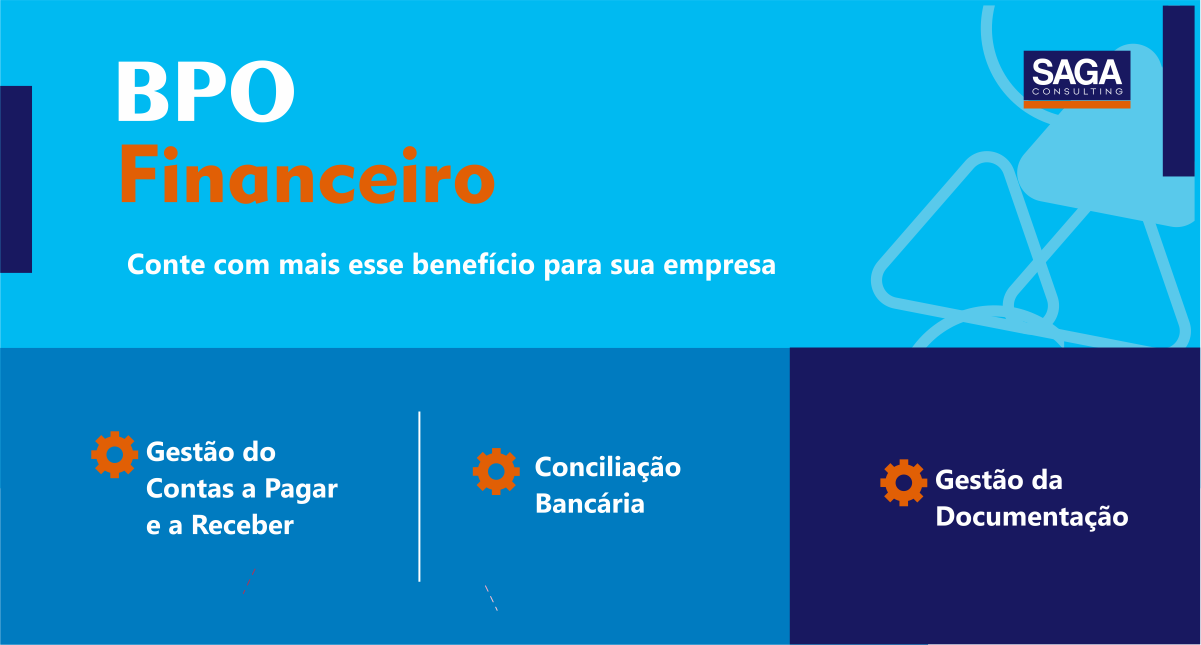 BPO
Financeiro
SAGA
CONSULTING
Conte com mais esse benefício para sua empresa
Gestão do
Contas a Pagar
e a Receber
Conciliação
Bancária
Gestão da
Documentação